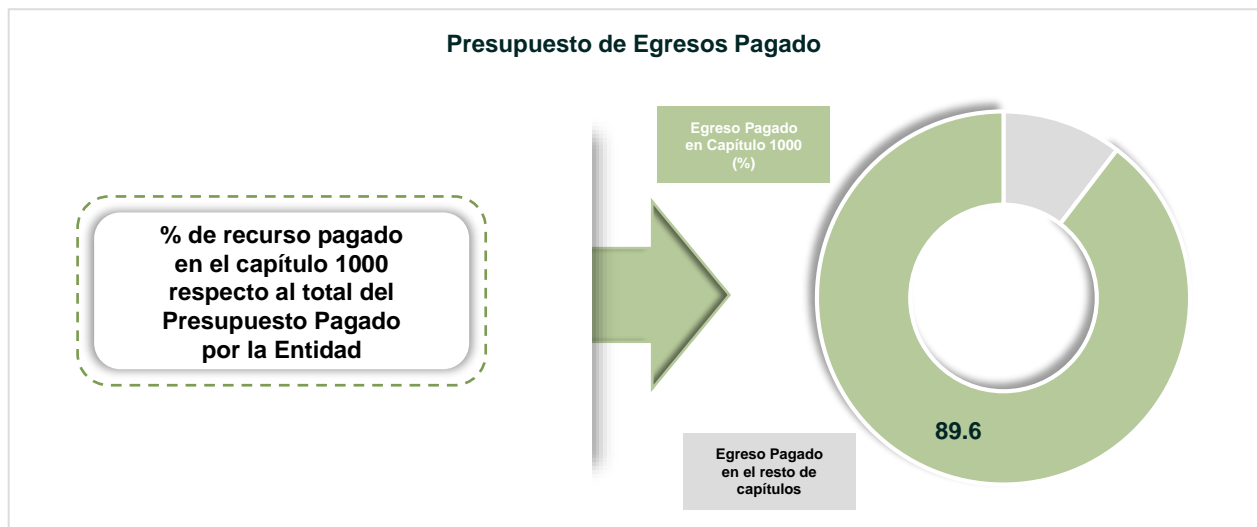 Presupuesto de Egresos Pagado
% de recurso pagado
en el capítulo 1000
respecto al total del
Presupuesto Pagado
por la Entidad
Egreso Pagado
en Capítulo 1000
(%)
89.6
Egreso Pagado
en el resto de
capítulos